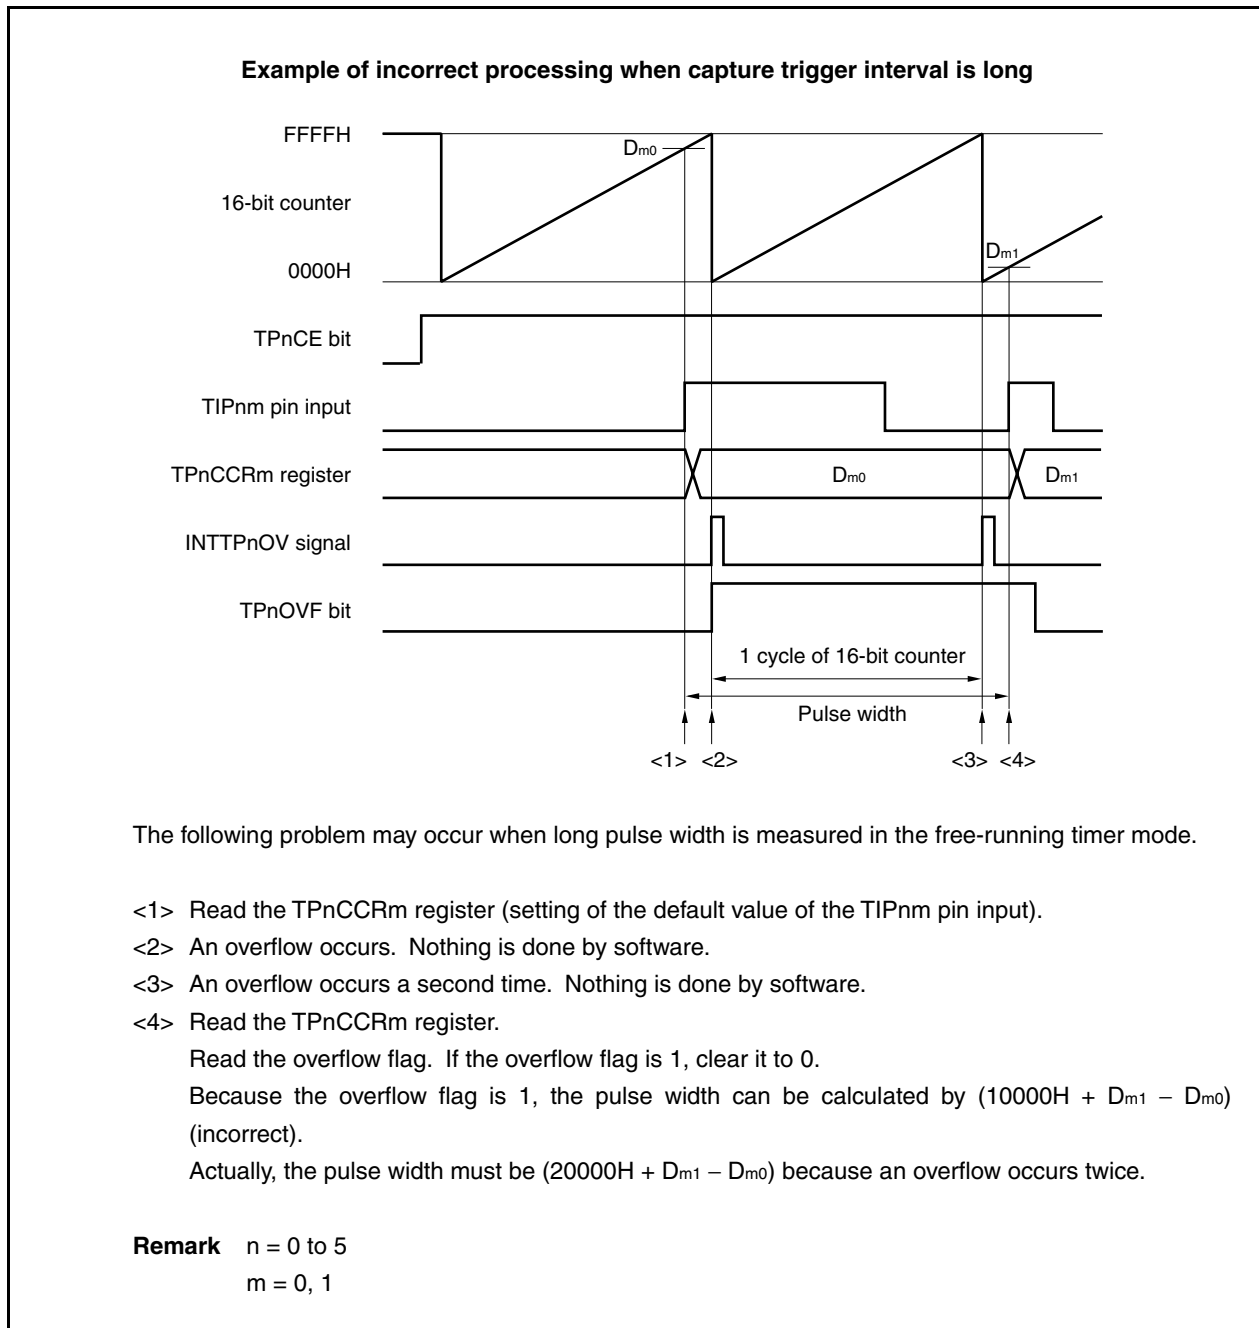 Example of incorrect processing when capture trigger interval is long
FFFFH
Dm0
16-bit counter
Dm1
0000H
TPnCE bit
TIPnm pin input
TPnCCRm register
Dm0
Dm1
INTTPnOV signal
TPnOVF bit
1 cycle of 16-bit counter
Pulse width
<1> <2> <3> <4>
The following problem may occur when long pulse width is measured in the free-running timer mode.
<1> Read the TPnCCRm register (setting of the default value of the TIPnm pin input).
<2> An overflow occurs. Nothing is done by software.
<3> An overflow occurs a second time. Nothing is done by software.
<4> Read the TPnCCRm register.
Read the overflow flag. If the overflow flag is 1, clear it to 0.
Because the overflow flag is 1, the pulse width can be calculated by (10000H + Dm1 − Dm0)
(incorrect).
Actually, the pulse width must be (20000H + Dm1 − Dm0) because an overflow occurs twice.
Remark n = 0 to 5
m = 0, 1